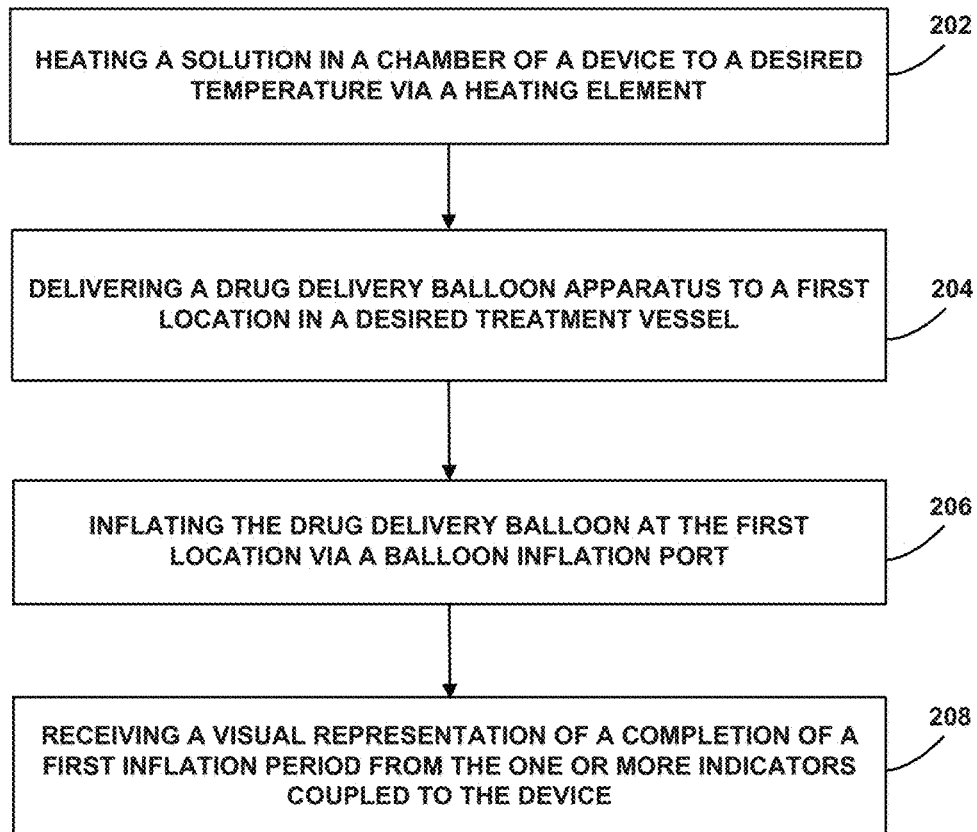 202
HEATING A SOLUTION IN A CHAMBER OF A DEVICE TO A DESIRED
TEMPERATURE VIA A HEATING ELEMENT
DELIVERING A DRUG DELIVERY BALLOON APPARATUS TO A FIRST
LOCATION IN A DESIRED TREATMENT VESSEL
204
INFLATING THE DRUG DELIVERY BALLOON AT THE FIRST
LOCATION VIA A BALLOON INFLATION PORT
206
RECEIVING A VISUAL REPRESENTATION OF A COMPLETION OF A
FIRST INFLATION PERIOD FROM THE ONE OR MORE INDICATORS
COUPLED TO THE DEVICE
208